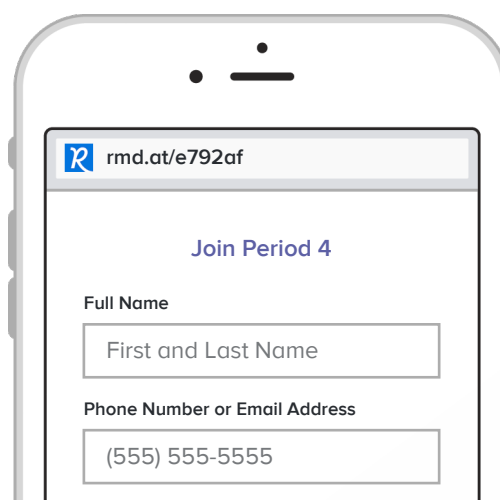 R rmd.at/e792af
Join Period 4
Full Name
First and Last Name
Phone Number or Email Address
(555) 555-5555